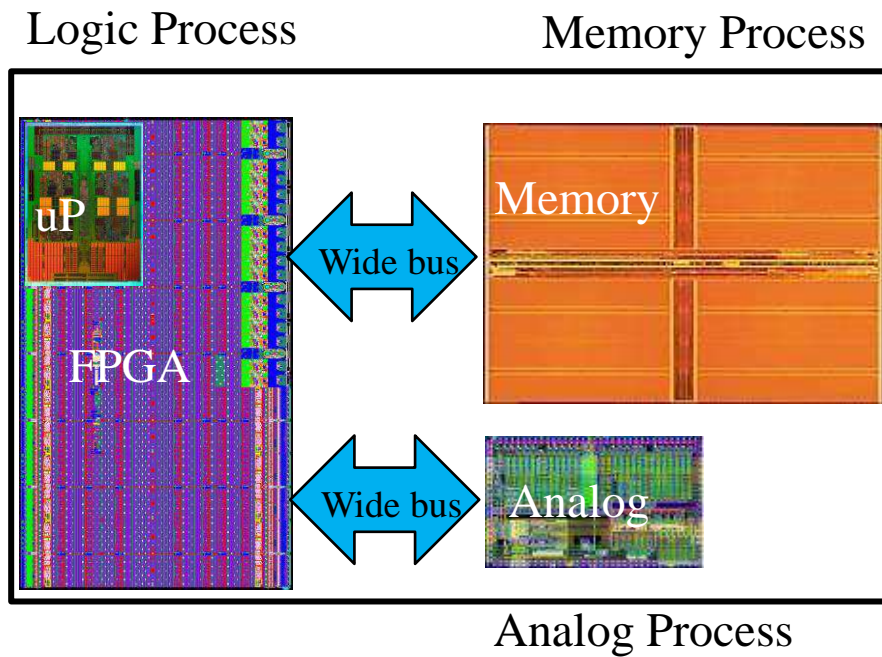 Logic Process
Memory Process
uP
Memory
Wide bus
FPGA
Wide bus
Analog
Analog Process